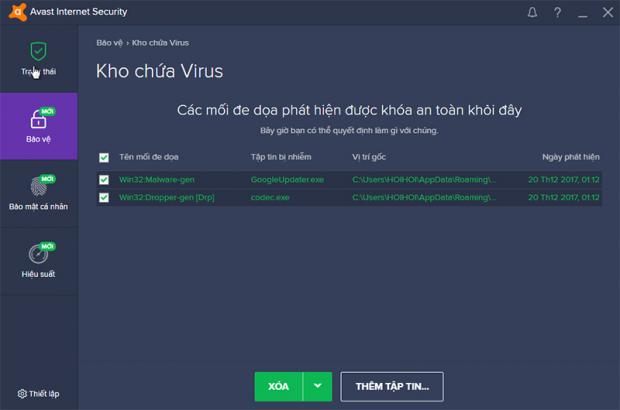 Avast Internet Security
Bảo vệ › Kho chứa Virus
Kho chứa Virus
Trạng thái
MỚI
Bảo vệ
MỚI
Bảo mật cá nhân
MỚI
Hiệu suất
Thiết lập
Các mối đe dọa phát hiện được khóa an toàn khỏi đây
Bây giờ bạn có thể quyết định làm gì với chúng.
Tên mối đe dọa Tập tin bị nhiễm Vị trí gốc Ngày phát hiện
Win32:Malware-gen GoogleUpdater.exe C:\Users\HOIHOI\AppData\Roaming\... 20 Th12 2017, 01:12
Win32:Dropper-gen [Drp] codec.exe C:\Users\HOIHOI\AppData\Roaming\... 20 Th12 2017, 01:12
XÓA
THÊM TẬP TIN...